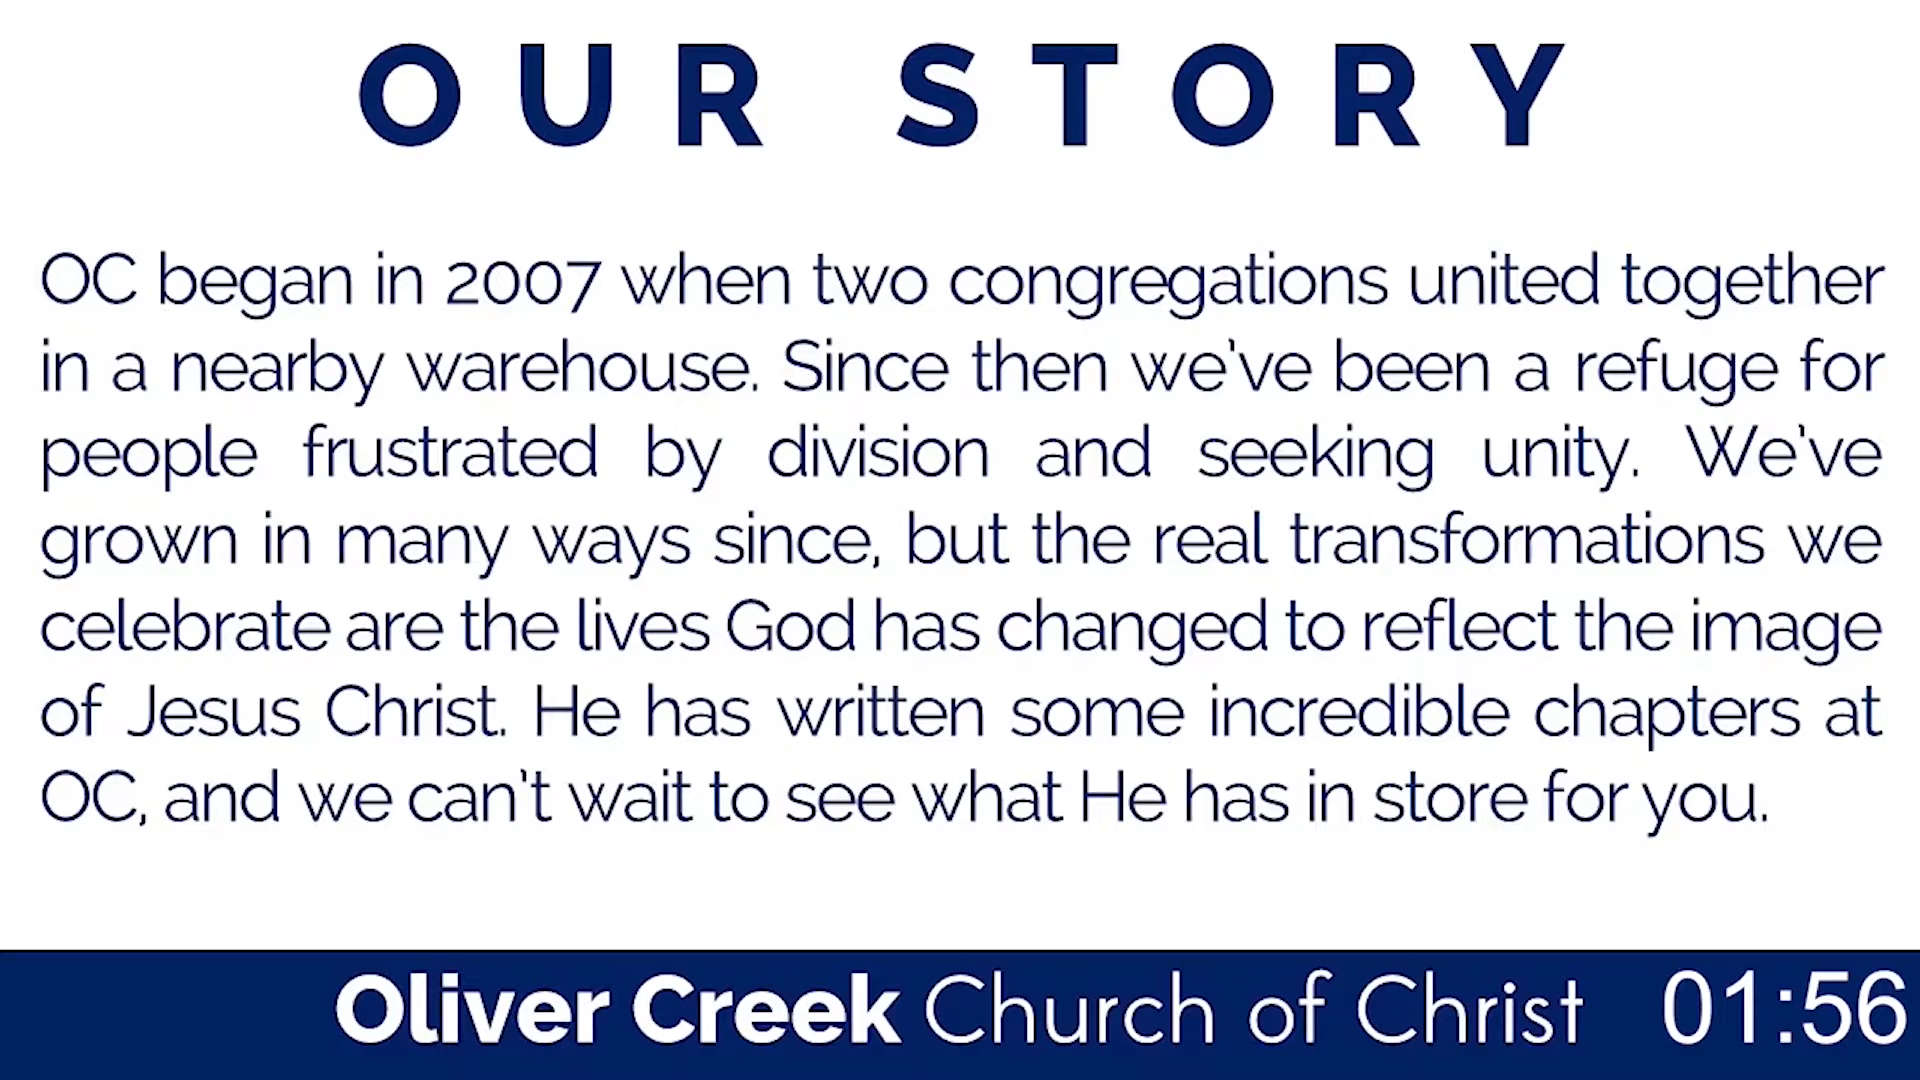 OUR STORY
OC began in 2007 when two congregations united together
in a nearby warehouse. Since then we've been a refuge for
people frustrated by division and seeking unity. We've
grown in many ways since, but the real transformations we
celebrate are the lives God has changed to reflect the image
of Jesus Christ. He has written some incredible chapters at
OC, and we can't wait to see what He has in store for you.
Oliver Creek Church of Christ 01:56